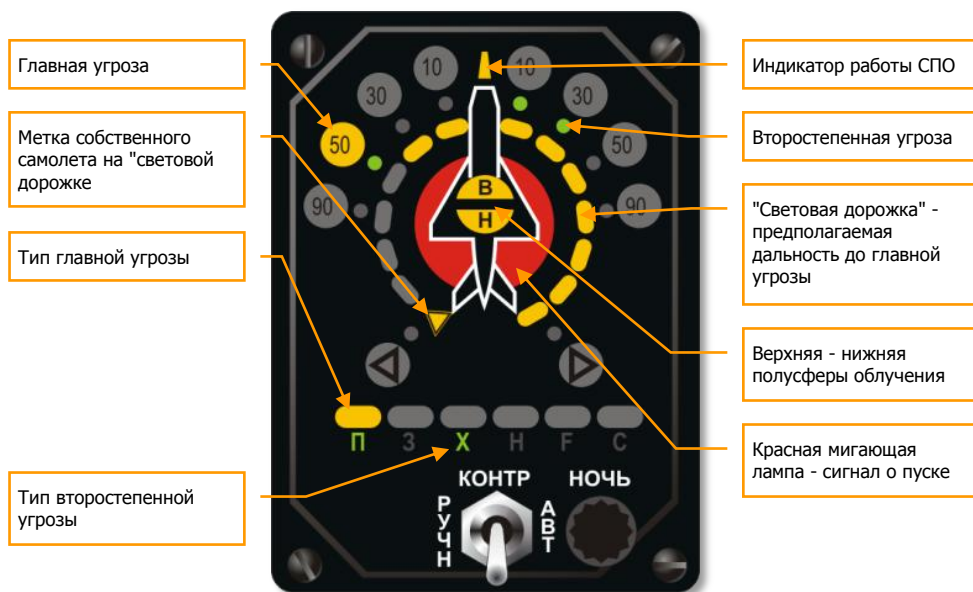 Главная угроза
Метка собственного
самолета на "световой
дорожке
Тип главной угрозы
Тип второстепенной
угрозы
10
10
30
30
50
50
90
90
В
Н
П З Х Н F С
КОНТР
НОЧЬ
РУЧН
АВТ
Индикатор работы СПО
Второстепенная угроза
"Световая дорожка" -
предполагаемая
дальность до главной
угрозы
Верхняя - нижняя
полусферы облучения
Красная мигающая
лампа - сигнал о пуске